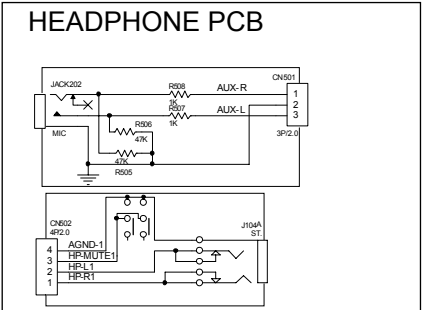 HEADPHONE PCB
JACK202
CN501
R508
1K
AUX-R
1
R507
1K
AUX-L
2
3
MIC
R506
47K
3P/2.0
47K
R505
CN502
4P/2.0
J104A
ST.
4 AGND-1
3 HP-MUTE1
2 HP-L1
1 HP-R1